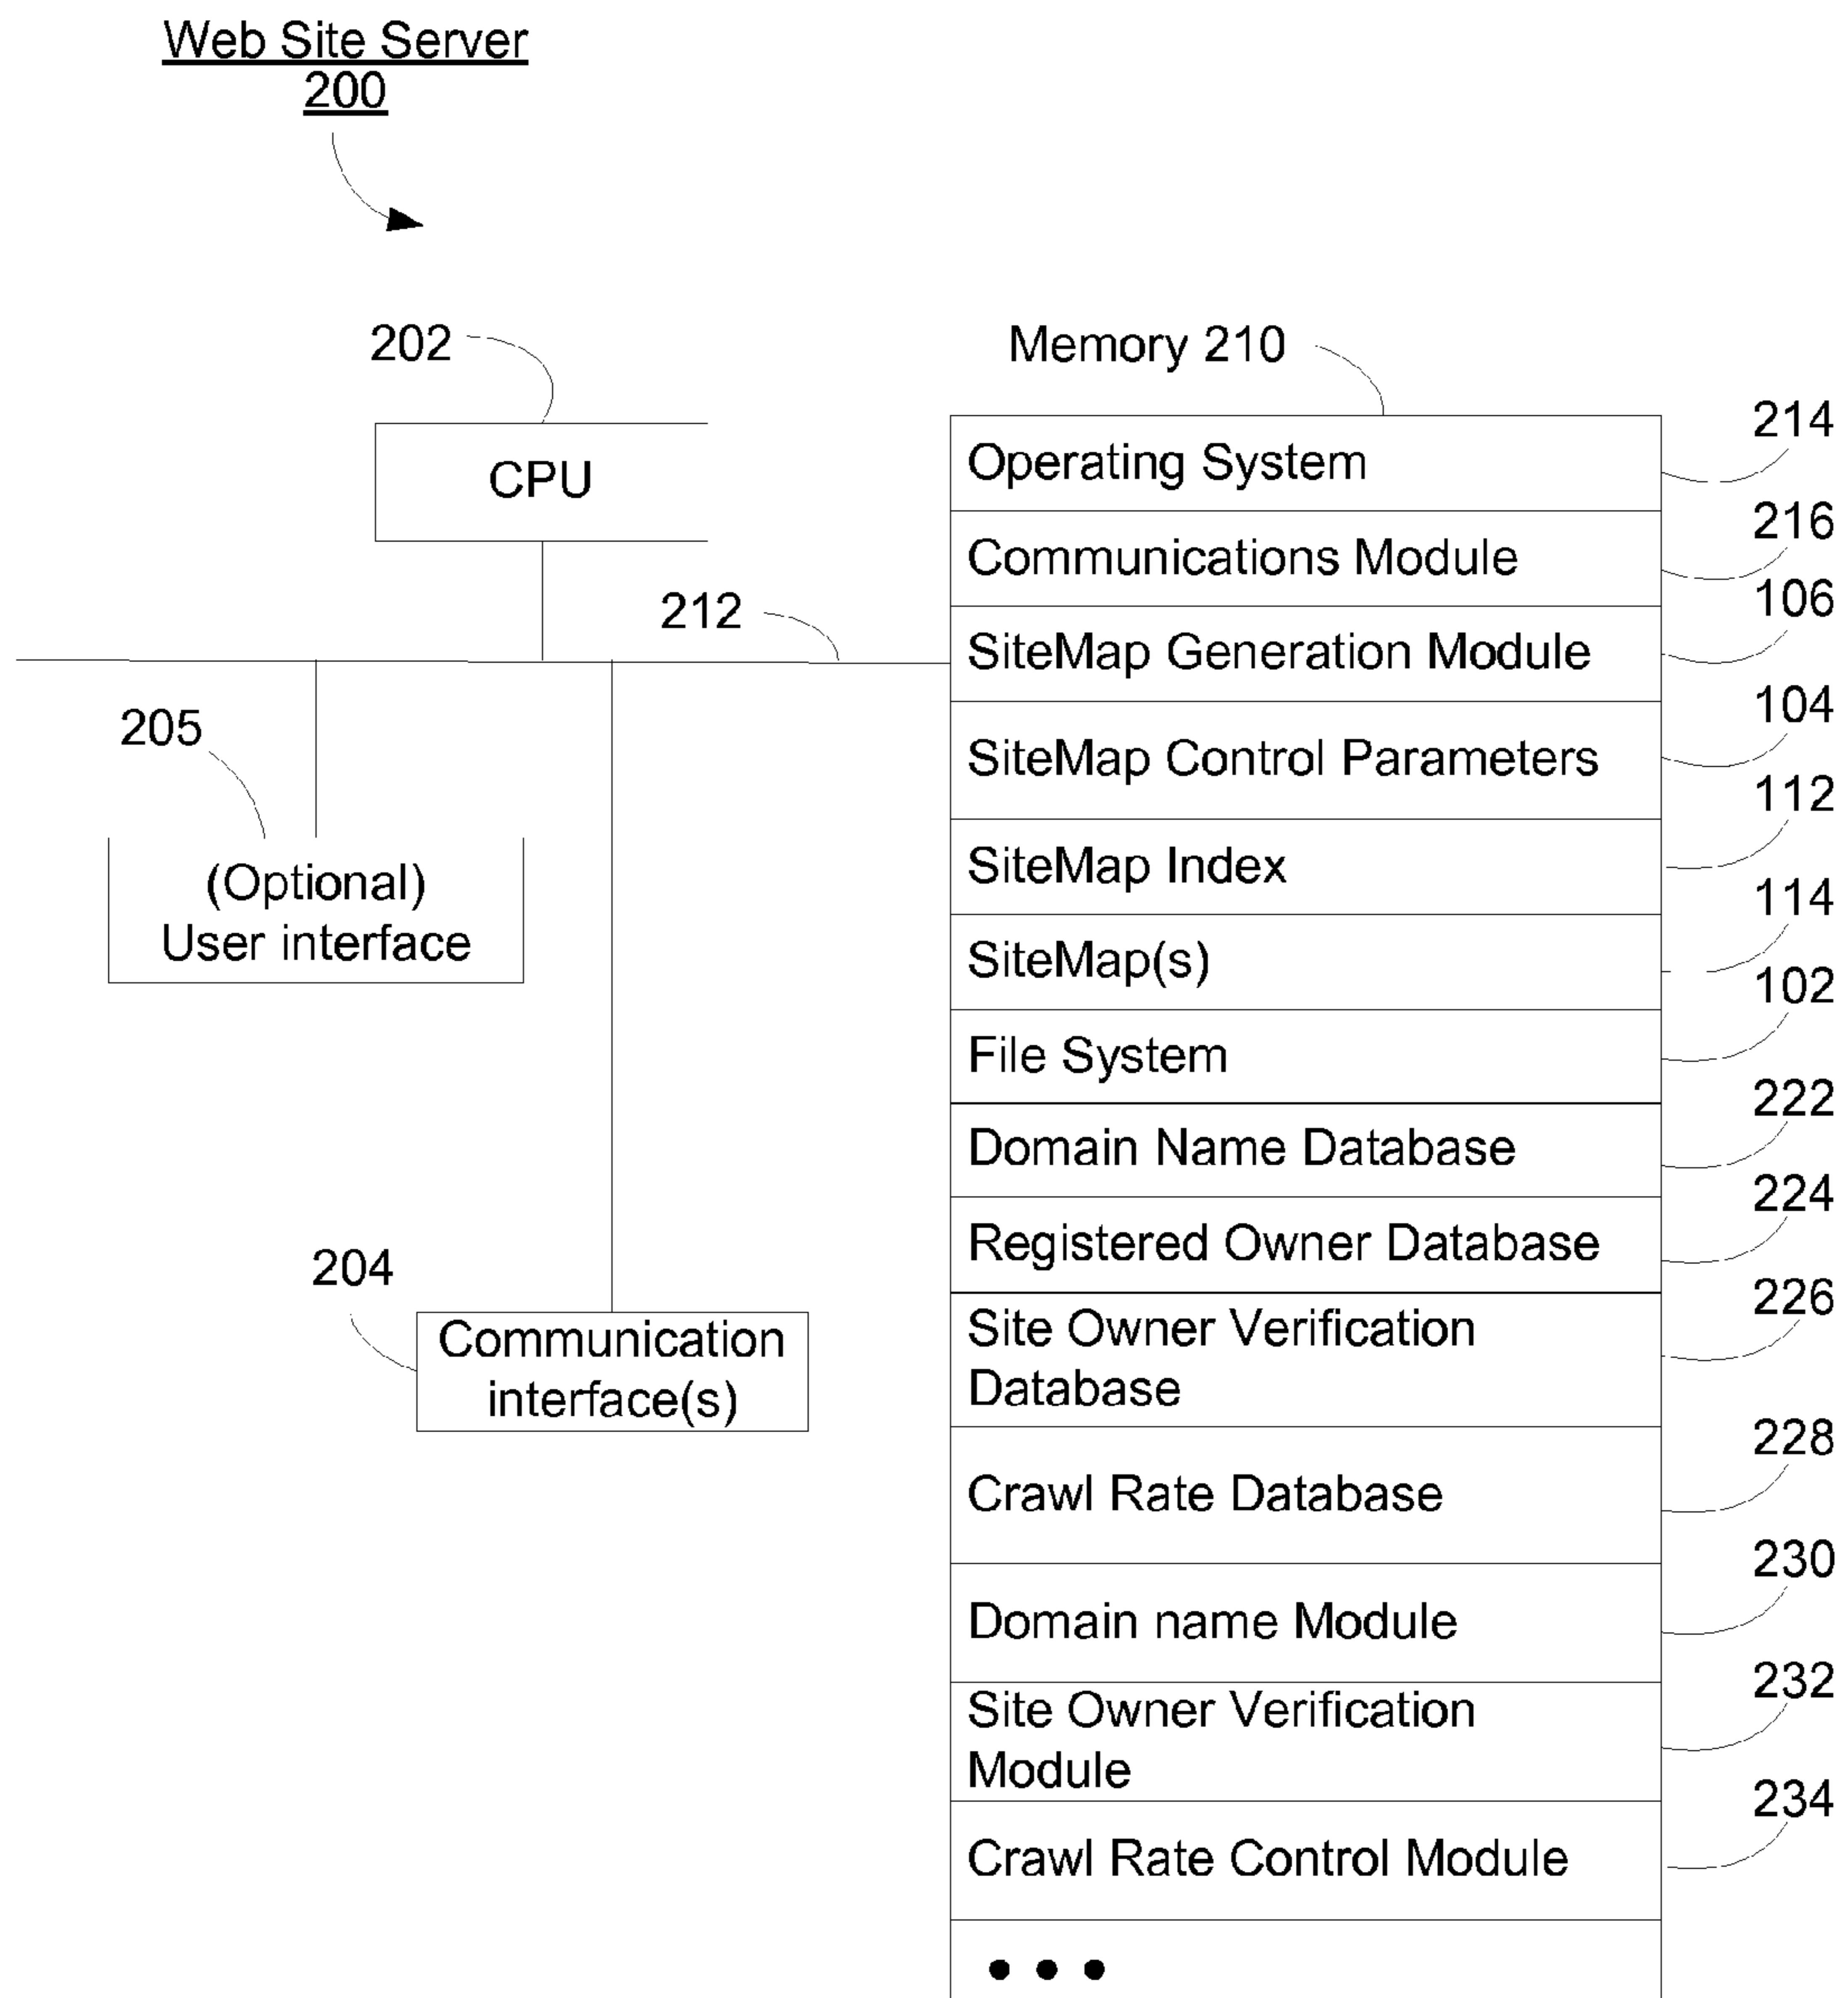 Web Site Server
200
202
Memory 210
CPU
212
205
(Optional)
User interface
204
Communication
interface(s)
Operating System
214
Communications Module
216
SiteMap Generation Module
106
SiteMap Control Parameters
104
SiteMap Index
112
SiteMap(s)
114
File System
102
Domain Name Database
222
Registered Owner Database
224
Site Owner Verification
Database
226
Crawl Rate Database
228
Domain name Module
230
Site Owner Verification
Module
232
Crawl Rate Control Module
234
• • •